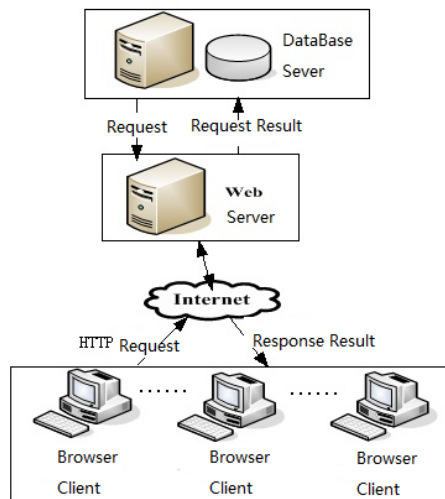 DataBase
Sever
Request
Request Result
Web
Server
Internet
HTTP Request
Response Result
...... ......
Browser Browser Browser
Client Client Client